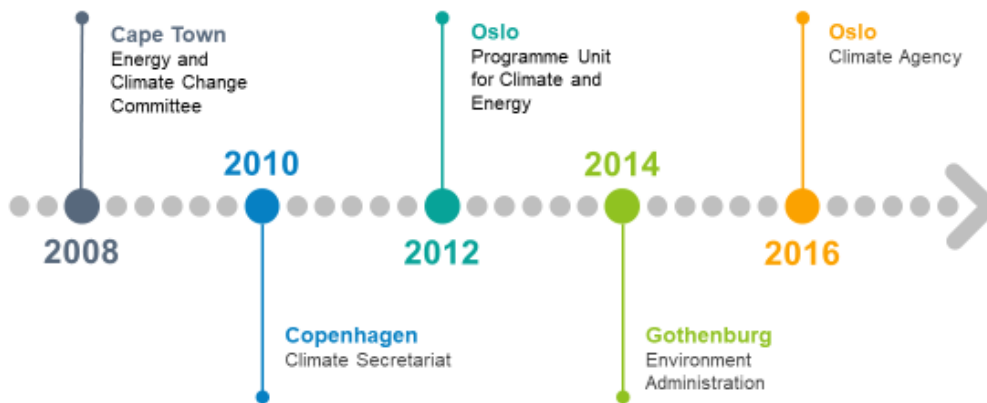 Cape Town
Energy and
Climate Change
Committee
Oslo
Programme Unit
for Climate and
Energy
Oslo
Climate Agency
2010
2014
2008
2012
2016
Copenhagen
Climate Secretariat
Gothenburg
Environment
Administration